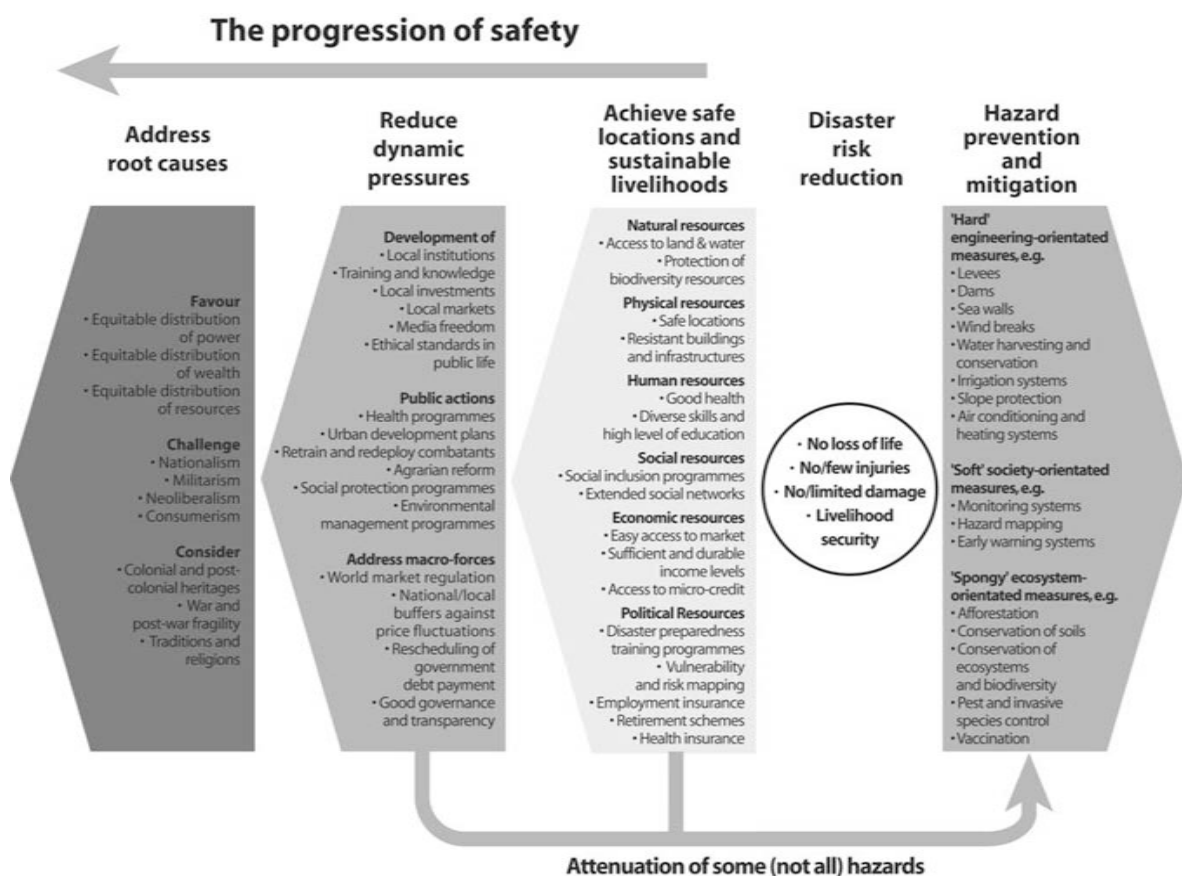 The progression of safety
Address
root causes
Favour
• Equitable distribution
of power
• Equitable distribution
of wealth
• Equitable distribution
of resources
Challenge
• Nationalism
• Militarism
• Neoliberalism
• Consumerism
Consider
• Colonial and post-
colonial heritages
• War and
post-war fragility
• Traditions and
religions
Reduce
dynamic
pressures
Development of
• Local institutions
• Training and knowledge
• Local investments
• Local markets
• Media freedom
• Ethical standards in
public life
Public actions
• Health programmes
• Urban development plans
• Retrain and redeploy combatants
• Agrarian reform
• Social protection programmes
• Environmental
management programmes
Address macro-forces
• World market regulation
• National/local
buffers against
price fluctuations
• Rescheduling of
government
debt payment
• Good governance
and transparency
Achieve safe
locations and
sustainable
livelihoods
Natural resources
• Access to land & water
• Protection of
biodiversity resources
Physical resources
• Safe locations
• Resistant buildings
and infrastructures
Human resources
• Good health
• Diverse skills and
high level of education
Social resources
• Social inclusion programmes
• Extended social networks
Economic resources
• Easy access to market
• Sufficient and durable
income levels
• Access to micro-credit
Political Resources
• Disaster preparedness
training programmes
• Vulnerability
and risk mapping
• Employment insurance
• Retirement schemes
• Health insurance
Disaster
risk
reduction
• No loss of life
• No/few injuries
• No/limited damage
• Livelihood
security
Hazard
prevention
and
mitigation
'Hard'
engineering-orientated
measures, e.g.
• Levees
• Dams
• Sea walls
• Wind breaks
• Water harvesting and
conservation
• Irrigation systems
• Slope protection
• Air conditioning and
heating systems
'Soft' society-orientated
measures, e.g.
• Monitoring systems
• Hazard mapping
• Early warning systems
'Spongy' ecosystem-
orientated measures, e.g.
• Afforestation
• Conservation of soils
• Conservation of
ecosystems
and biodiversity
• Pest and invasive
species control
• Vaccination
Attenuation of some (not all) hazards